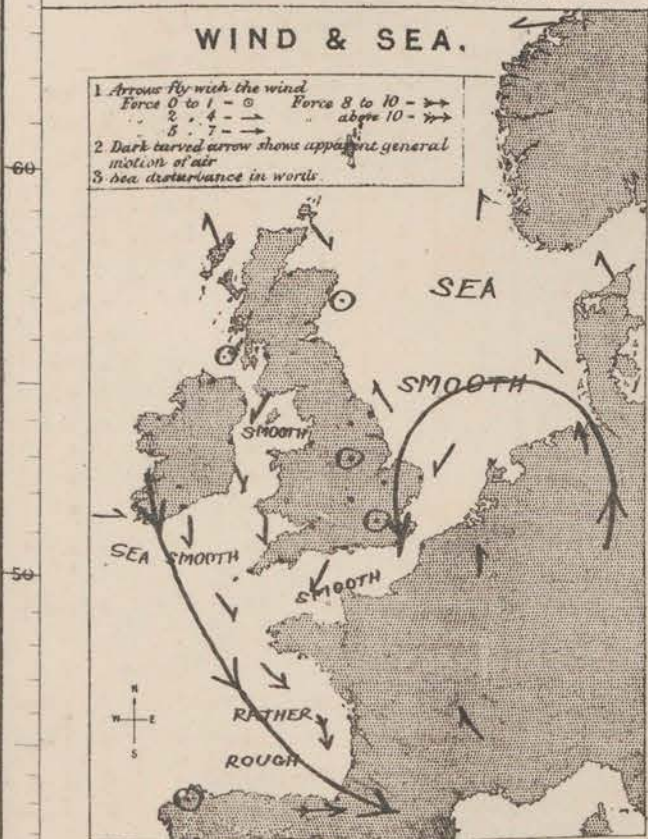 WIND & SEA.
1 Arrows fly with the wind
Force 0 to 1 - ⊙ Force 8 to 10 -
" 2 " 4 - " above 10 -
5 " 7 -
2 Dark curved arrow shows apparent general
motion of air
3 Sea disturbance in words
60
SEA
SMOOTH
SMOOTH
SEA SMOOTH
50
SMOOTH
N
W E
S
RATHER
ROUGH